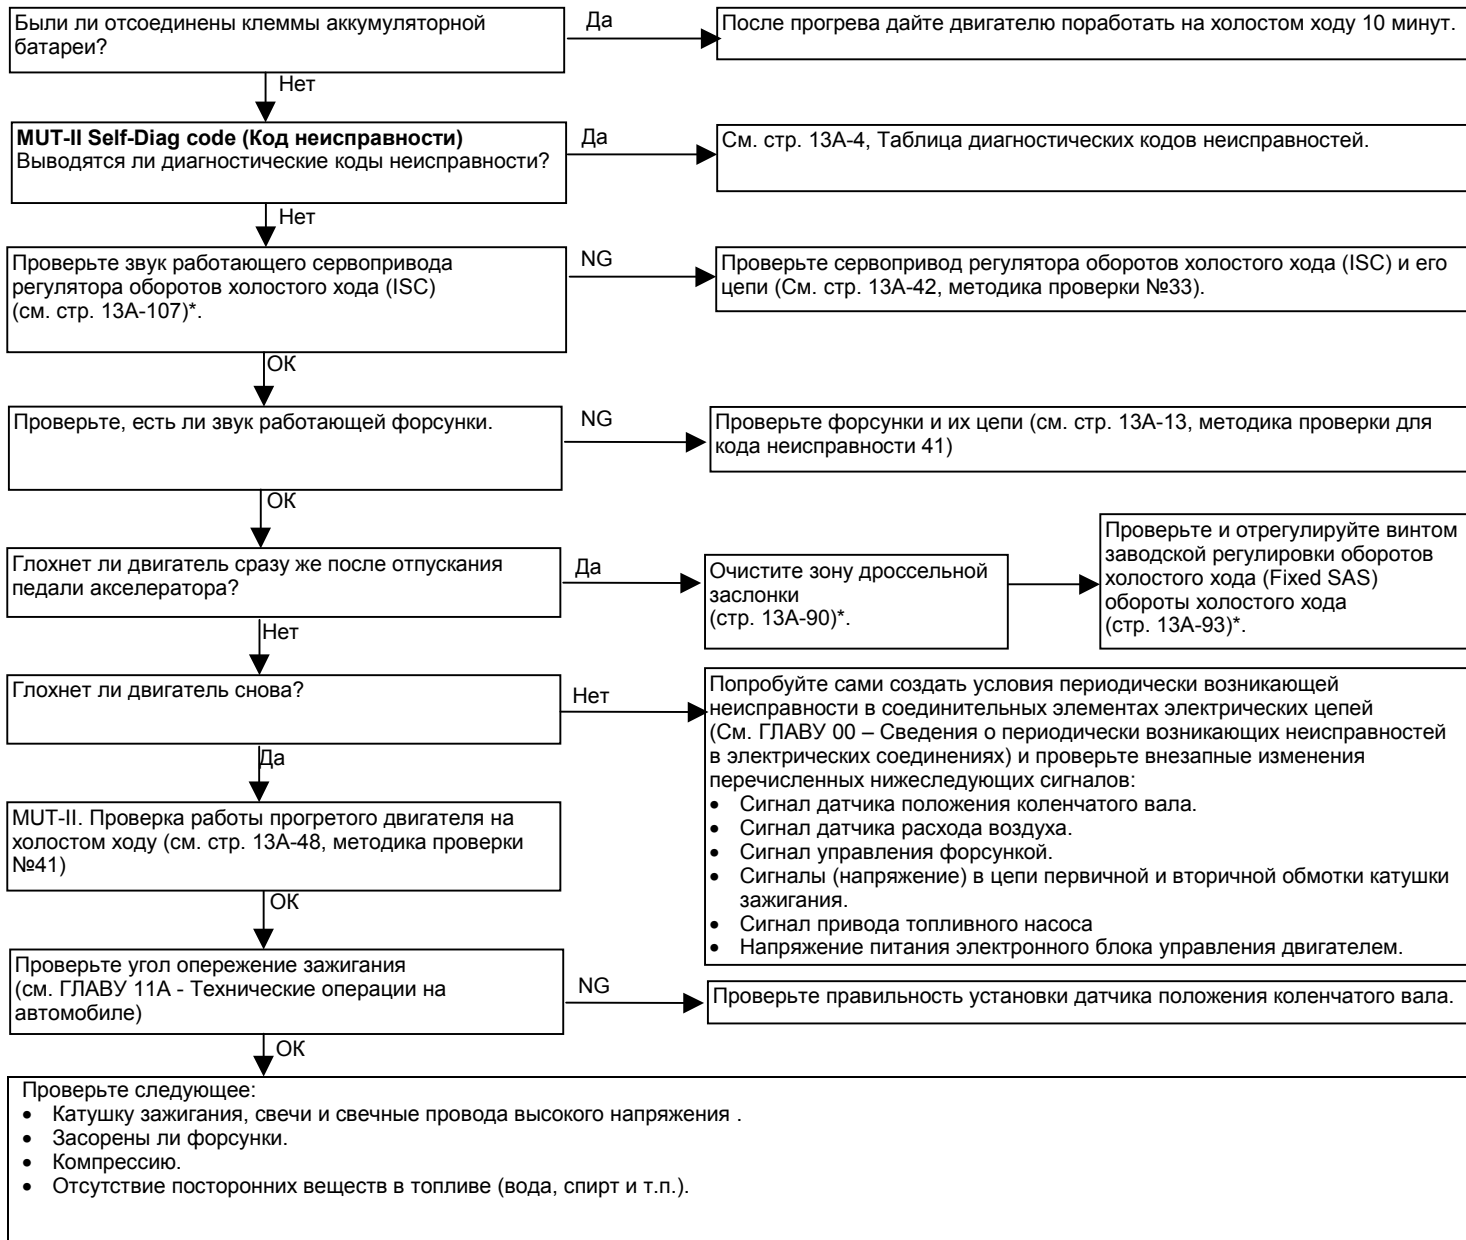 Были ли отсоединены клеммы аккумуляторной
батареи?
Да
После прогрева дайте двигателю поработать на холостом ходу 10 минут.
Нет
MUT-II Self-Diag code (Код неисправности)
Выводятся ли диагностические коды неисправности?
Да
См. стр. 13А-4, Таблица диагностических кодов неисправностей.
Нет
Проверьте звук работающего сервопривода
регулятора оборотов холостого хода (ISC)
(см. стр. 13А-107)*.
NG
Проверьте сервопривод регулятора оборотов холостого хода (ISC) и его
цепи (См. стр. 13А-42, методика проверки №33).
ОК
Проверьте, есть ли звук работающей форсунки.
NG
Проверьте форсунки и их цепи (см. стр. 13А-13, методика проверки для
кода неисправности 41)
ОК
Глохнет ли двигатель сразу же после отпускания
педали акселератора?
Да
Очистите зону дроссельной
заслонки
(стр. 13А-90)*.
Проверьте и отрегулируйте винтом
заводской регулировки оборотов
холостого хода (Fixed SAS)
обороты холостого хода
(стр. 13А-93)*.
Нет
Глохнет ли двигатель снова?
Нет
Попробуйте сами создать условия периодически возникающей
неисправности в соединительных элементах электрических цепей
(См. ГЛАВУ 00 – Сведения о периодически возникающих неисправностей
в электрических соединениях) и проверьте внезапные изменения
перечисленных нижеследующих сигналов:
• Сигнал датчика положения коленчатого вала.
• Сигнал датчика расхода воздуха.
• Сигнал управления форсункой.
• Сигналы (напряжение) в цепи первичной и вторичной обмотки катушки
зажигания.
• Сигнал привода топливного насоса
• Напряжение питания электронного блока управления двигателем.
Да
MUT-II. Проверка работы прогретого двигателя на
холостом ходу (см. стр. 13А-48, методика проверки
№41)
ОК
Проверьте угол опережение зажигания
(см. ГЛАВУ 11А - Технические операции на
автомобиле)
NG
Проверьте правильность установки датчика положения коленчатого вала.
ОК
Проверьте следующее:
• Катушку зажигания, свечи и свечные провода высокого напряжения .
• Засорены ли форсунки.
• Компрессию.
• Отсутствие посторонних веществ в топливе (вода, спирт и т.п.).